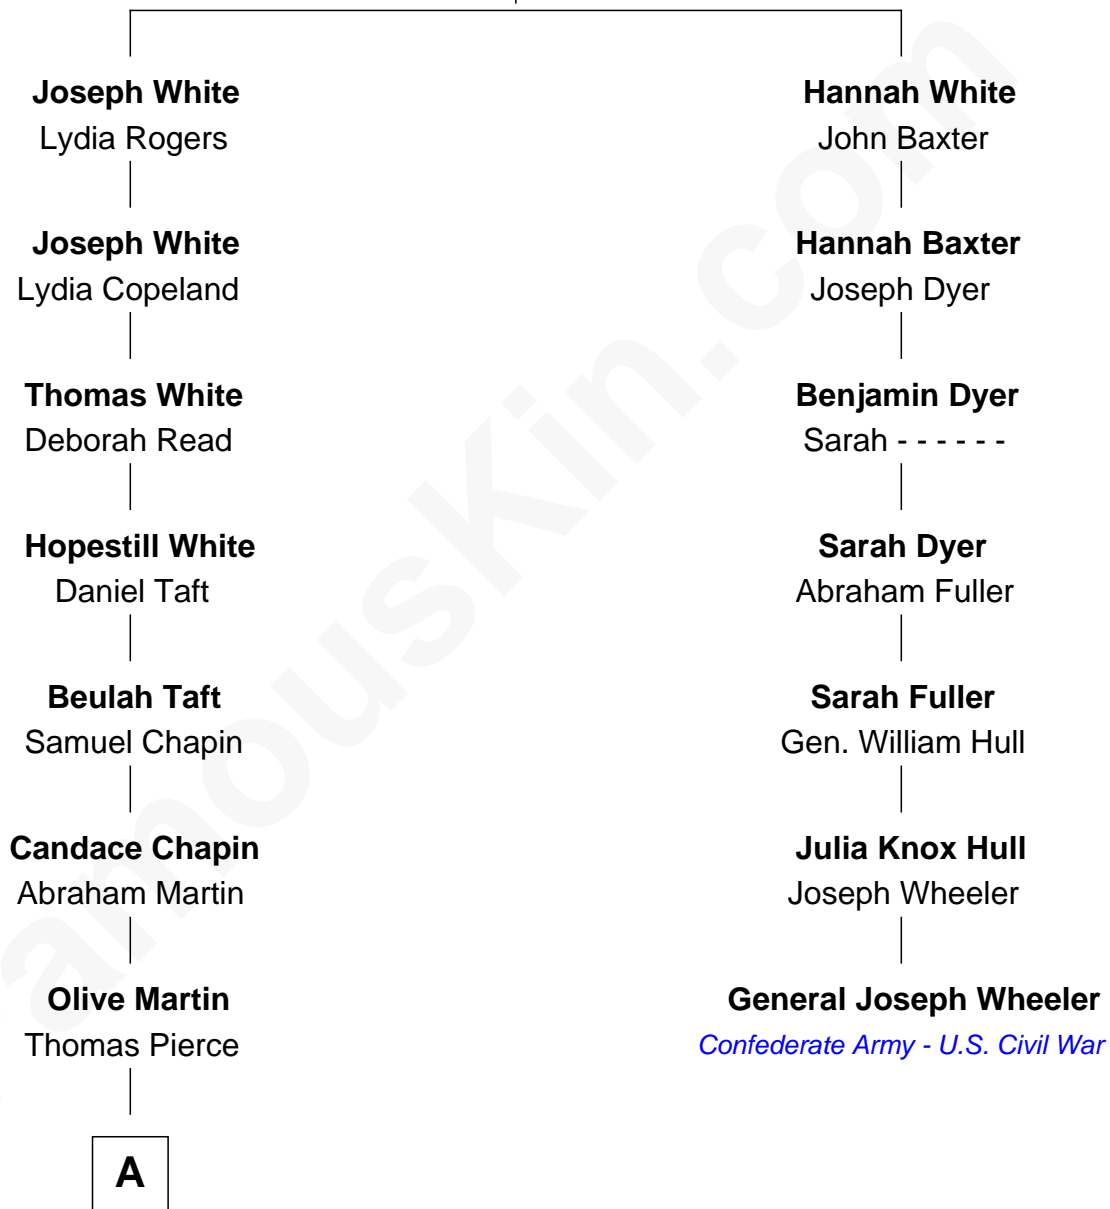 Joseph White
Lydia Rogers
Hannah White
John Baxter
Joseph White
Lydia Copeland
Hannah Baxter
Joseph Dyer
Thomas White
Deborah Read
Benjamin Dyer
Sarah - - - - - -
Hopestill White
Daniel Taft
Sarah Dyer
Abraham Fuller
Beulah Taft
Samuel Chapin
Sarah Fuller
Gen. William Hull
Candace Chapin
Abraham Martin
Julia Knox Hull
Joseph Wheeler
Olive Martin
Thomas Pierce
General Joseph Wheeler
Confederate Army - U.S. Civil War
A
amouskin.com